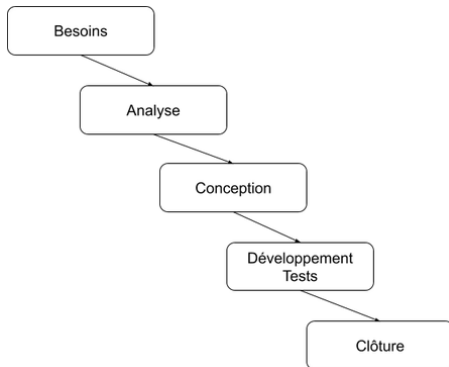 Besoins
Analyse
Conception
Développement
Tests
Clôture